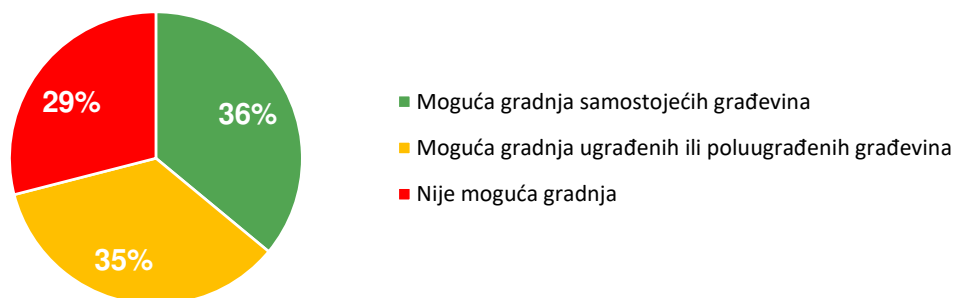 29%
36%
35%
Moguća gradnja samostojećih građevina
Moguća gradnja ugrađenih ili poluugrađenih građevina
Nije moguća gradnja